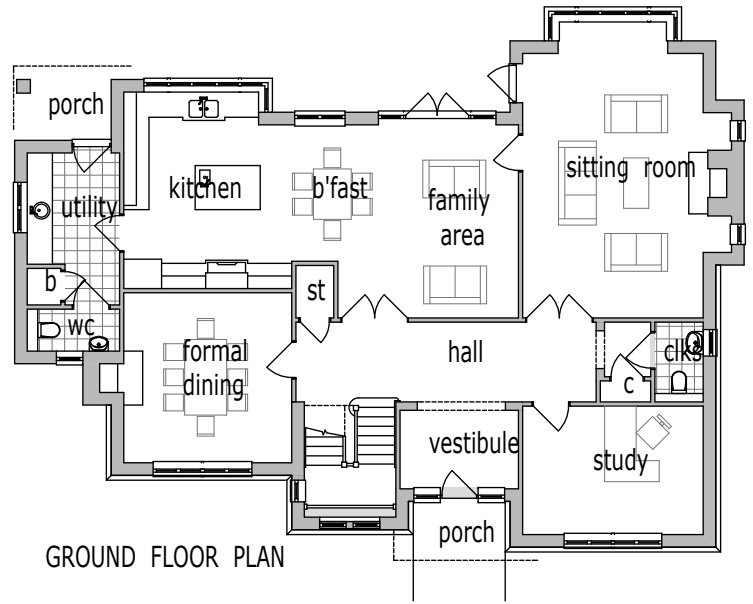 porch
kitchen
b'fast
sitting room
utility
family
area
b
st
wc
formal
dining
hall
clks
c
vestibule
study
porch
GROUND FLOOR PLAN